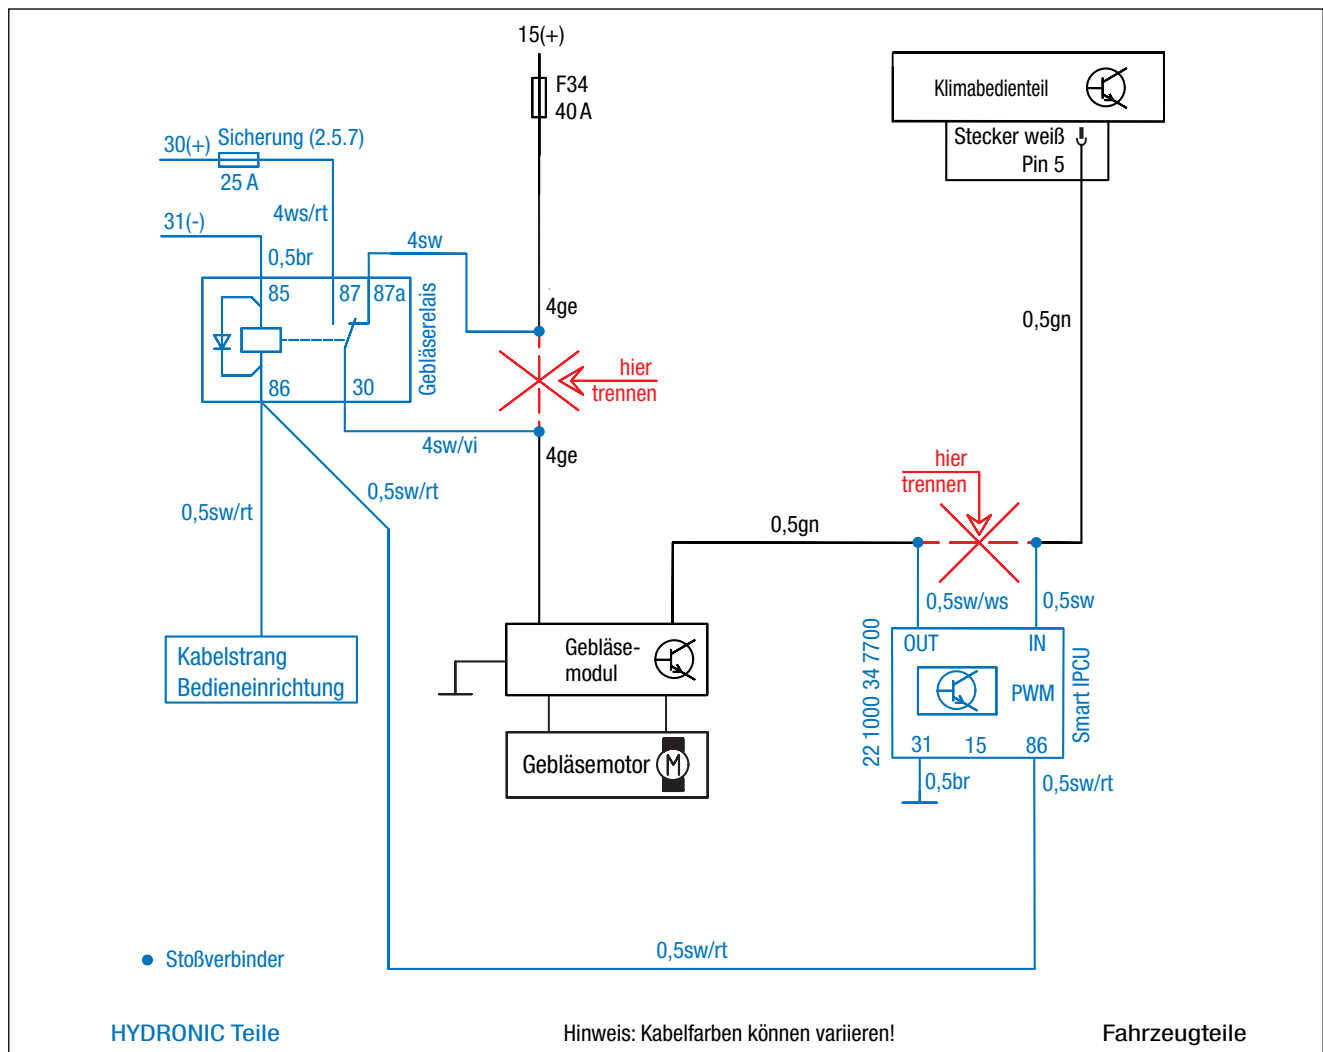 15(+)
F34
40 A
Klimabedienteil
Stecker weiß
Pin 5
30(+)
Sicherung (2.5.7)
25 A
4ws/rt
31(-)
0,5br
4sw
85
87
87a
86
30
Gebläserelais
4ge
hier
trennen
4sw/vi
4ge
0,5gn
0,5sw/rt
0,5sw/rt
hier
trennen
0,5gn
0,5sw/ws
0,5sw
Kabelstrang
Bedieneinrichtung
Gebläse-
modul
Gebläsemotor
M
22 1000 34 7700
OUT
IN
PWM
31
15
86
Smart IPCU
0,5br
0,5sw/rt
0,5sw/rt
Stoßverbinder
HYDRONIC Teile
Hinweis: Kabelfarben können variieren!
Fahrzeugteile